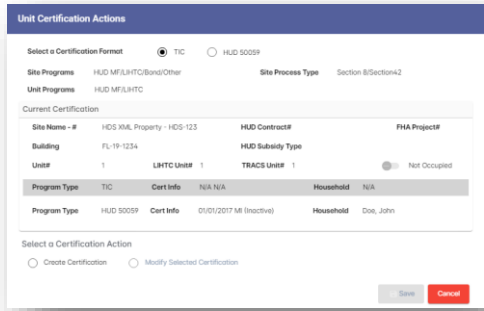 Unit Certification Actions
Select a Certification Format TIC HUD 50059
Site Programs HUD MF/LIHTC/Bond/Other Site Process Type Section 8/Section42
Unit Programs HUD MF/LIHTC
Current Certification
Site Name - # HDS XML Property - HDS-123 HUD Contract# FHA Project#
Building FL-19-1234 HUD Subsidy Type
Unit# 1 LIHTC Unit# 1 TRACS Unit# 1 Not Occupied
Program Type TIC Cert Info N/A N/A Household N/A
Program Type HUD 50059 Cert Info 01/01/2017 MI (Inactive) Household Doe, John
Select a Certification Action
Create Certification Modify Selected Certification
Save Cancel